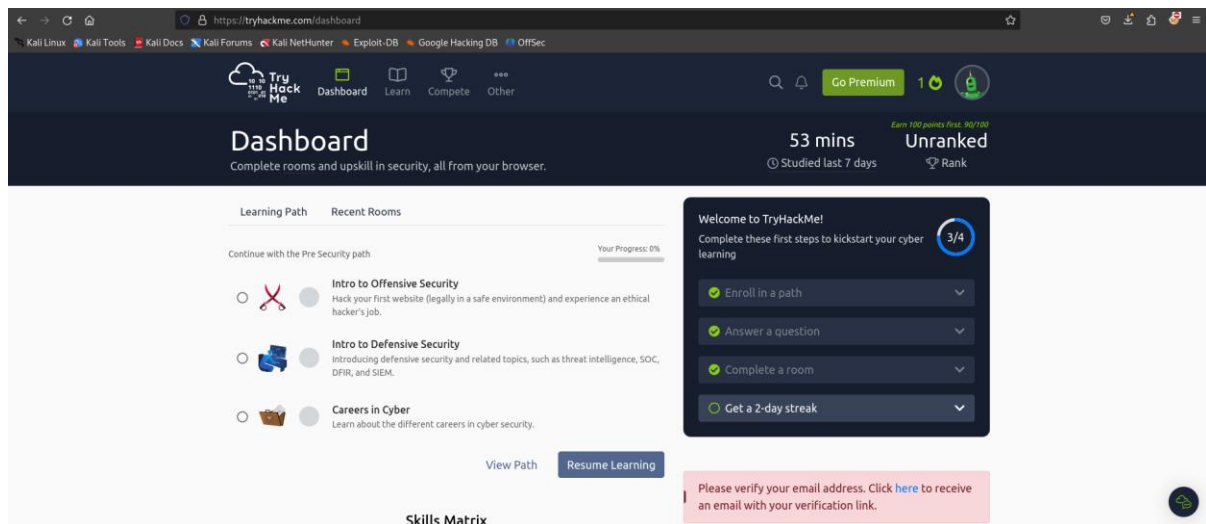 https://tryhackme.com/dashboard
Kali Linux Kali Tools Kali Docs Kali Forums Kali NetHunter Exploit-DB Google Hacking DB OffSec
Try
Hack
Me
Dashboard Learn Compete Other
Go Premium 1
Dashboard
Complete rooms and upskill in security, all from your browser.
53 mins
Studied last 7 days
Earn 100 points first. 90/100
Unranked
Rank
Learning Path Recent Rooms
Continue with the Pre Security path
Your Progress: 0%
Intro to Offensive Security
Hack your first website (legally in a safe environment) and experience an ethical
hacker's job.
Intro to Defensive Security
Introducing defensive security and related topics, such as threat intelligence, SOC,
DFIR, and SIEM.
Careers in Cyber
Learn about the different careers in cyber security.
View Path Resume Learning
Skills Matrix
Welcome to TryHackMe!
Complete these first steps to kickstart your cyber
learning
3/4
Enroll in a path
Answer a question
Complete a room
Get a 2-day streak
Please verify your email address. Click here to receive
an email with your verification link.